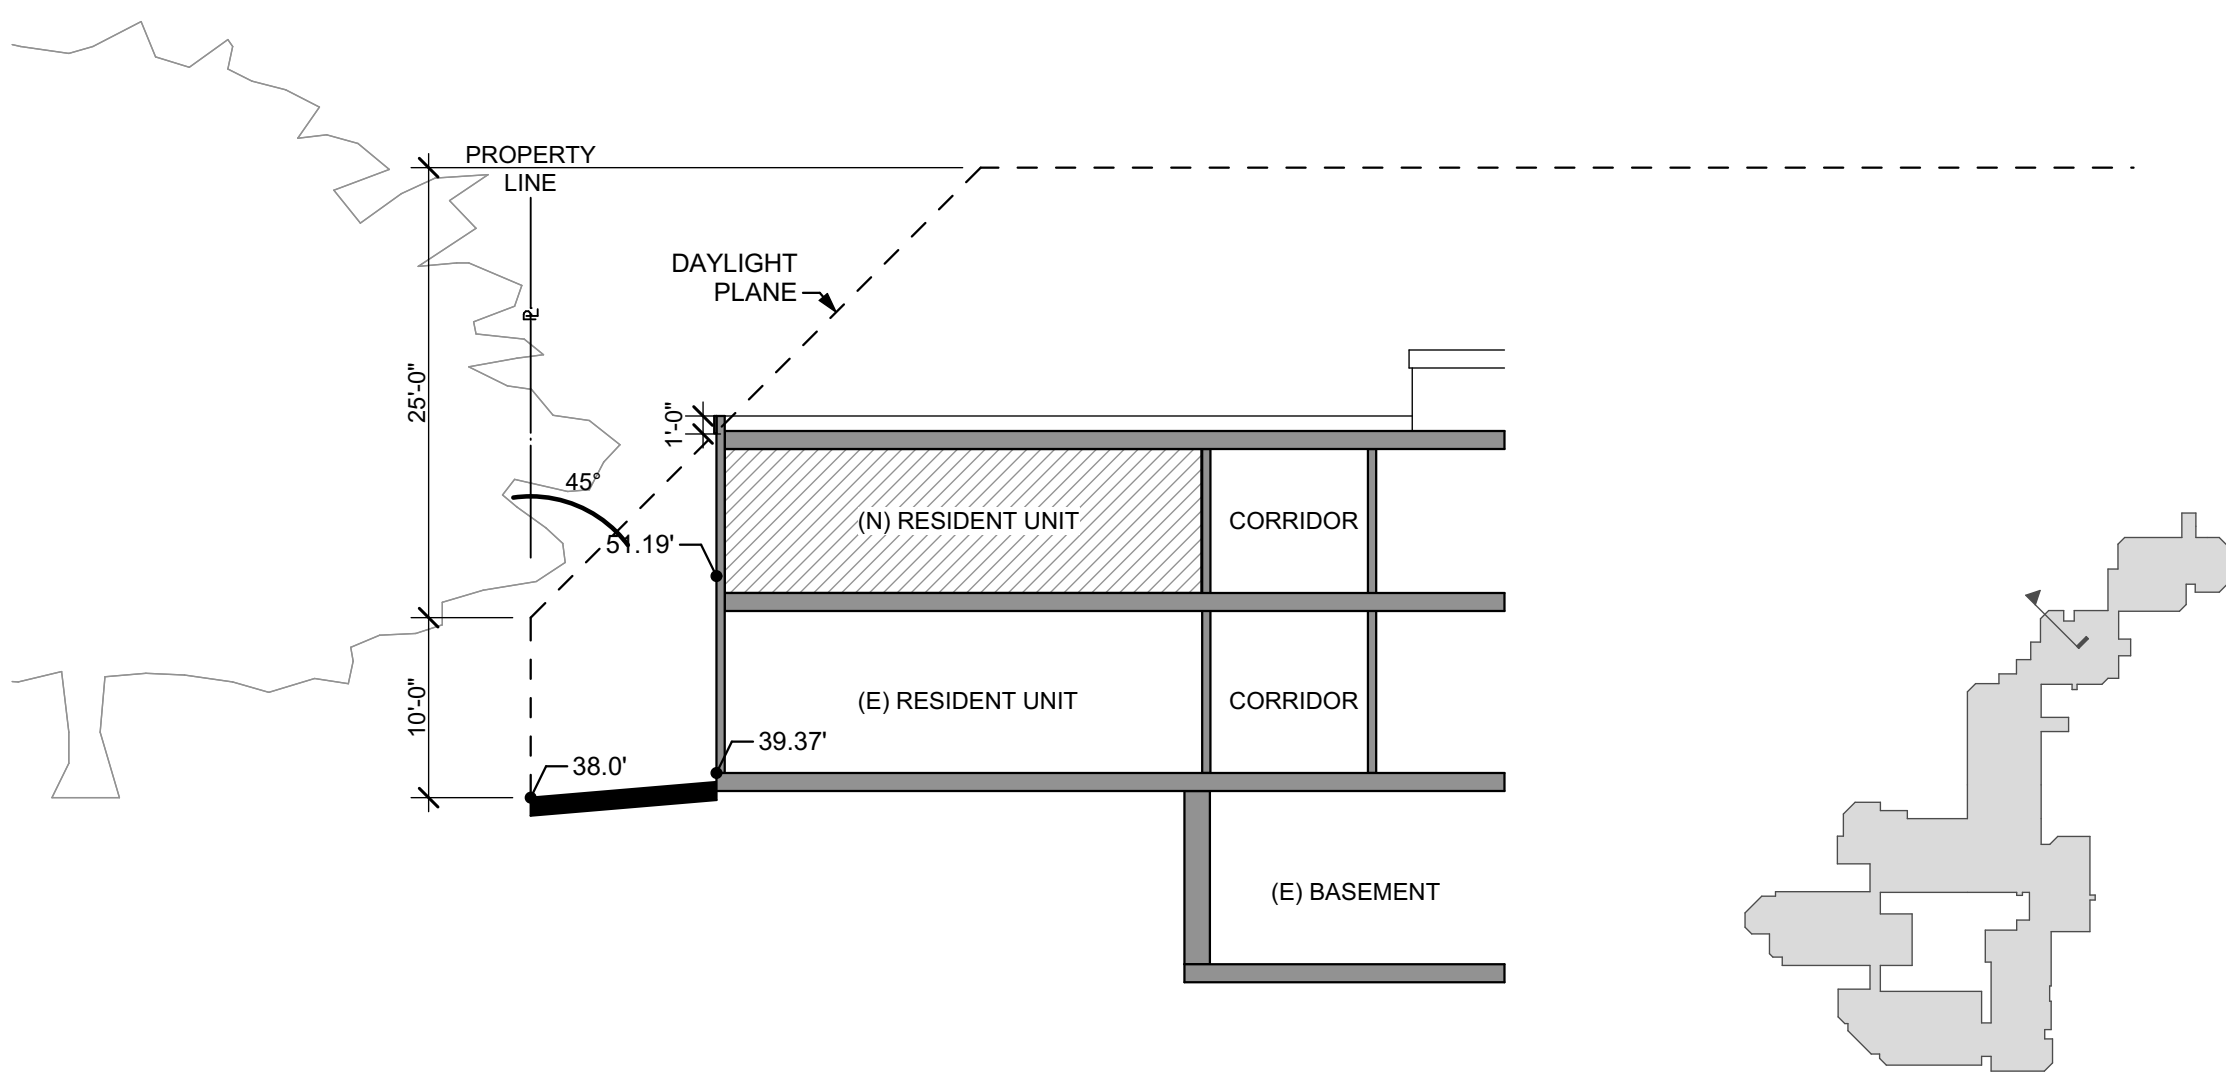 PROPERTY
LINE
DAYLIGHT
PLANE
PL
25'-0"
1'-0"
45°
51.19'
(N) RESIDENT UNIT
CORRIDOR
(E) RESIDENT UNIT
CORRIDOR
10'-0"
39.37'
38.0'
(E) BASEMENT